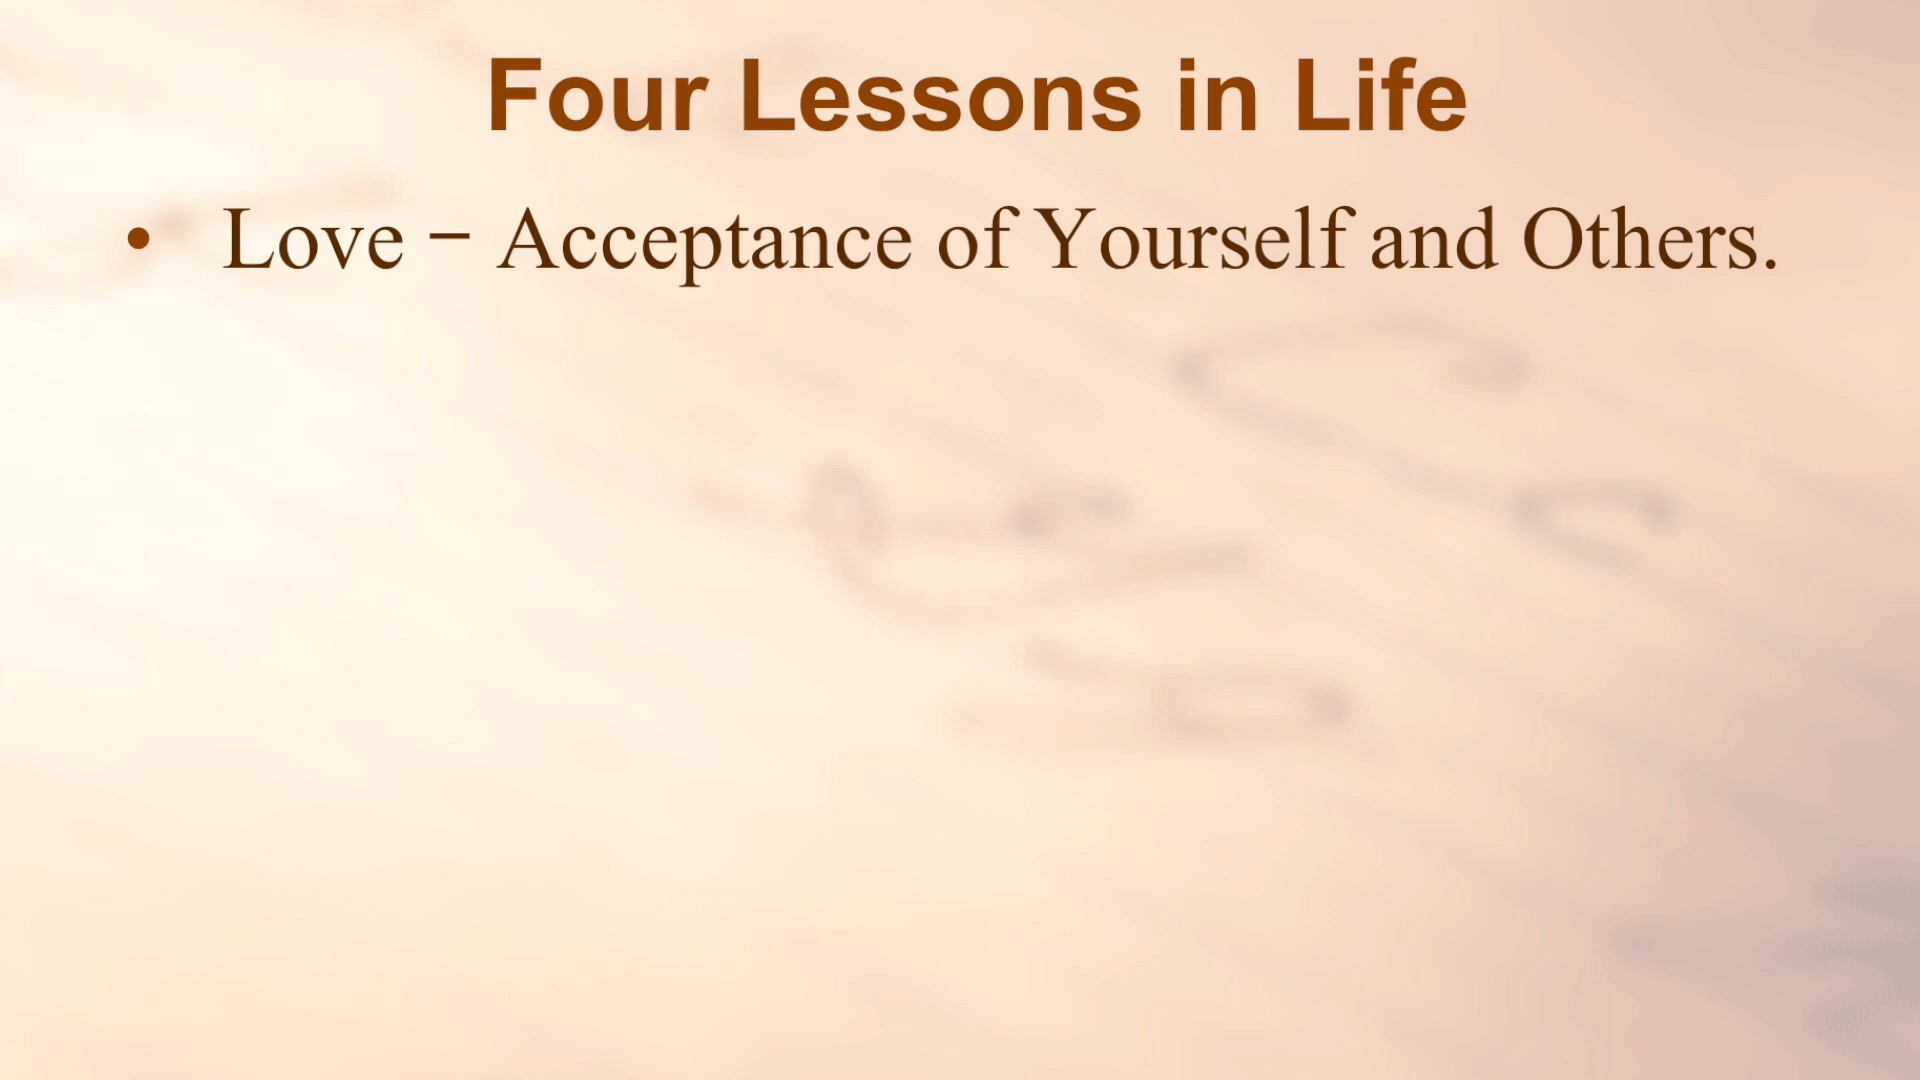 Four Lessons in Life
• Love – Acceptance of Yourself and Others.